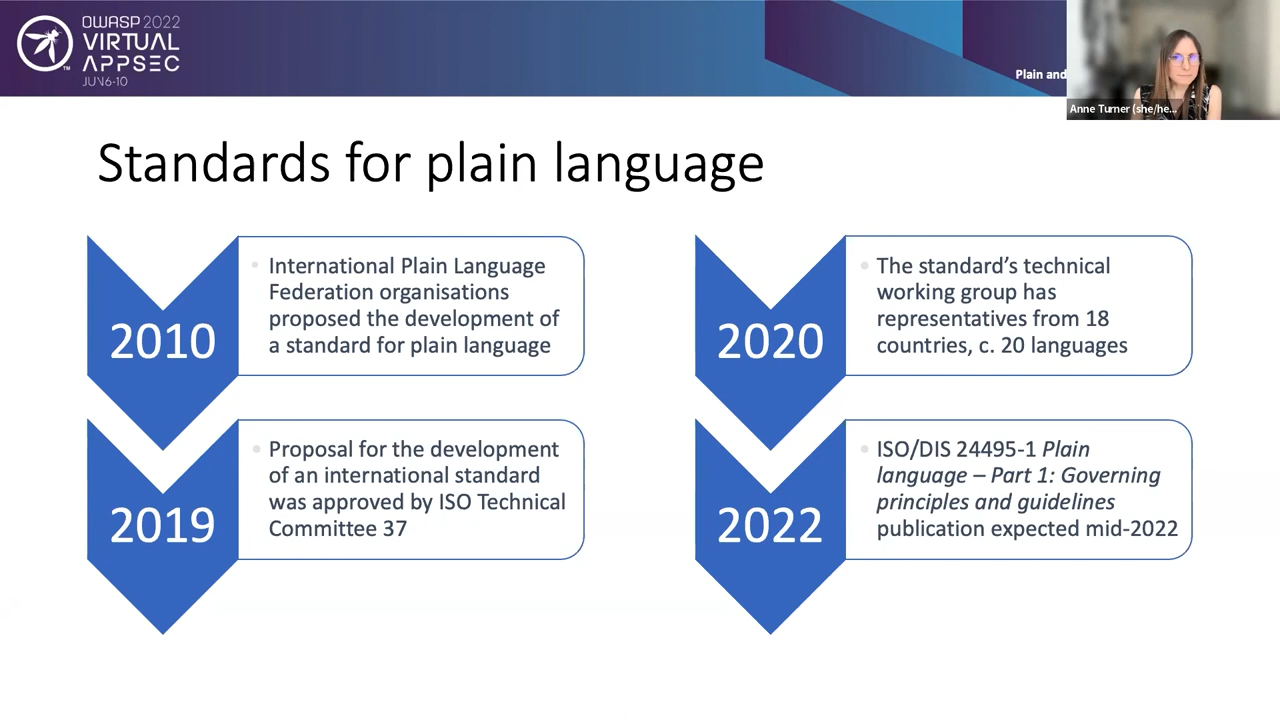 OWASP 2022
VIRTUAL
APPSEC
JUN 6-10
Plain and
Anne Turner (she/he...
Standards for plain language
2010
• International Plain Language
Federation organisations
proposed the development of
a standard for plain language
2019
• Proposal for the development
of an international standard
was approved by ISO Technical
Committee 37
2020
• The standard's technical
working group has
representatives from 18
countries, c. 20 languages
2022
• ISO/DIS 24495-1 Plain
language – Part 1: Governing
principles and guidelines
publication expected mid-2022